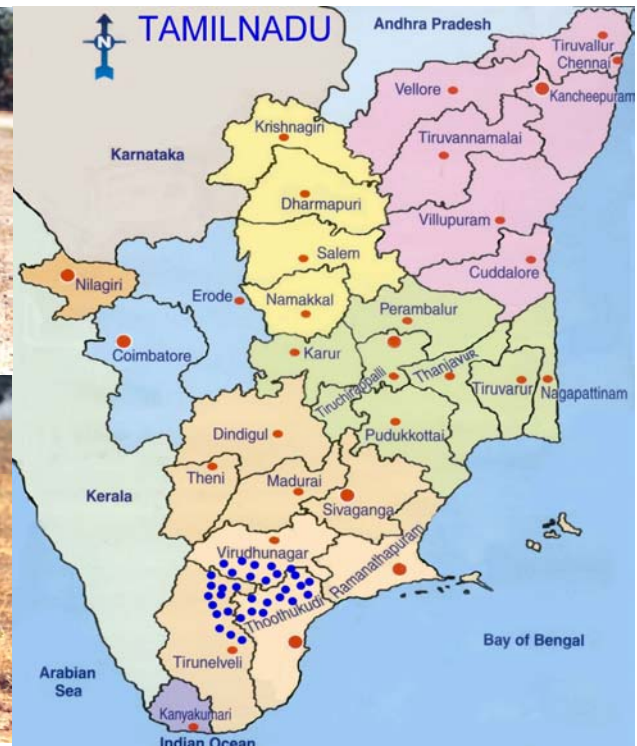 TAMILNADU
N
Andhra Pradesh
Tiruvallur
Chennai
Vellore
Kancheepuram
Krishnagiri
Tiruvannamalai
Karnataka
Dharmapuri
Villupuram
Salem
Cuddalore
Nilagiri
Erode
Namakkal
Perambalur
Coimbatore
Karur
Tiruchirappalli
Thanjavur
Tiruvarur
Nagapattinam
Pudukkottai
Dindigul
Theni
Madurai
Kerala
Sivaganga
Virudhunagar
Ramanathapuram
Thoothukudi
Bay of Bengal
Tirunelveli
Arabian
Sea
Kanyakumari
Indian Ocean